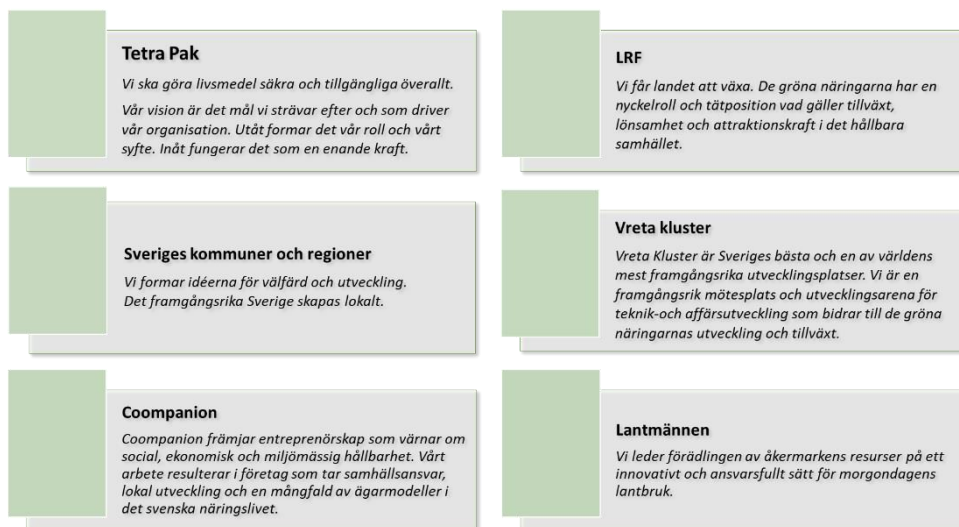 Tetra Pak
Vi ska göra livsmedel säkra och tillgängliga överallt.
Vår vision är det mål vi strävar efter och som driver
vår organisation. Utåt formar det vår roll och vårt
syfte. Inåt fungerar det som en enande kraft.
LRF
Vi får landet att växa. De gröna näringarna har en
nyckelroll och tätposition vad gäller tillväxt,
lönsamhet och attraktionskraft i det hållbara
samhället.
Sveriges kommuner och regioner
Vi formar idéerna för välfärd och utveckling.
Det framgångsrika Sverige skapas lokalt.
Vreta kluster
Vreta Kluster är Sveriges bästa och en av världens
mest framgångsrika utvecklingsplatser. Vi är en
framgångsrik mötesplats och utvecklingsarena för
teknik-och affärsutveckling som bidrar till de gröna
näringarnas utveckling och tillväxt.
Coompanion
Coompanion främjar entreprenörskap som värnar om
social, ekonomisk och miljömässig hållbarhet. Vårt
arbete resulterar i företag som tar samhällsansvar,
lokal utveckling och en mångfald av ägarmodeller i
det svenska näringslivet.
Lantmännen
Vi leder förädlingen av åkermarkens resurser på ett
innovativt och ansvarsfullt sätt för morgondagens
lantbruk.